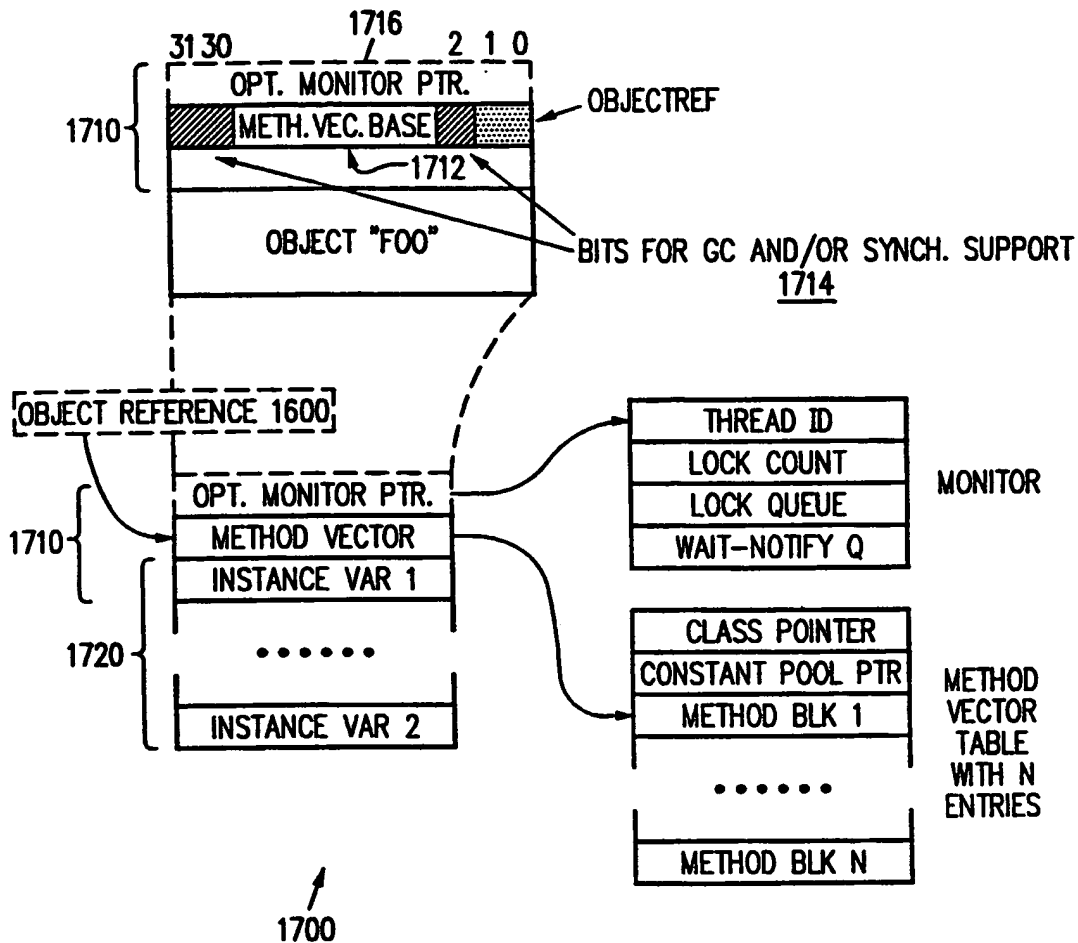 31 30 1716 2 1 0
OPT. MONITOR PTR.
OBJECTREF
1710
METH.VEC.BASE
1712
OBJECT "FOO"
BITS FOR GC AND/OR SYNCH. SUPPORT
1714
OBJECT REFERENCE 1600
THREAD ID
LOCK COUNT
LOCK QUEUE
WAIT-NOTIFY Q
MONITOR
OPT. MONITOR PTR.
1710
METHOD VECTOR
INSTANCE VAR 1
1720
INSTANCE VAR 2
CLASS POINTER
CONSTANT POOL PTR
METHOD BLK 1
METHOD BLK N
METHOD
VECTOR
TABLE
WITH N
ENTRIES
1700